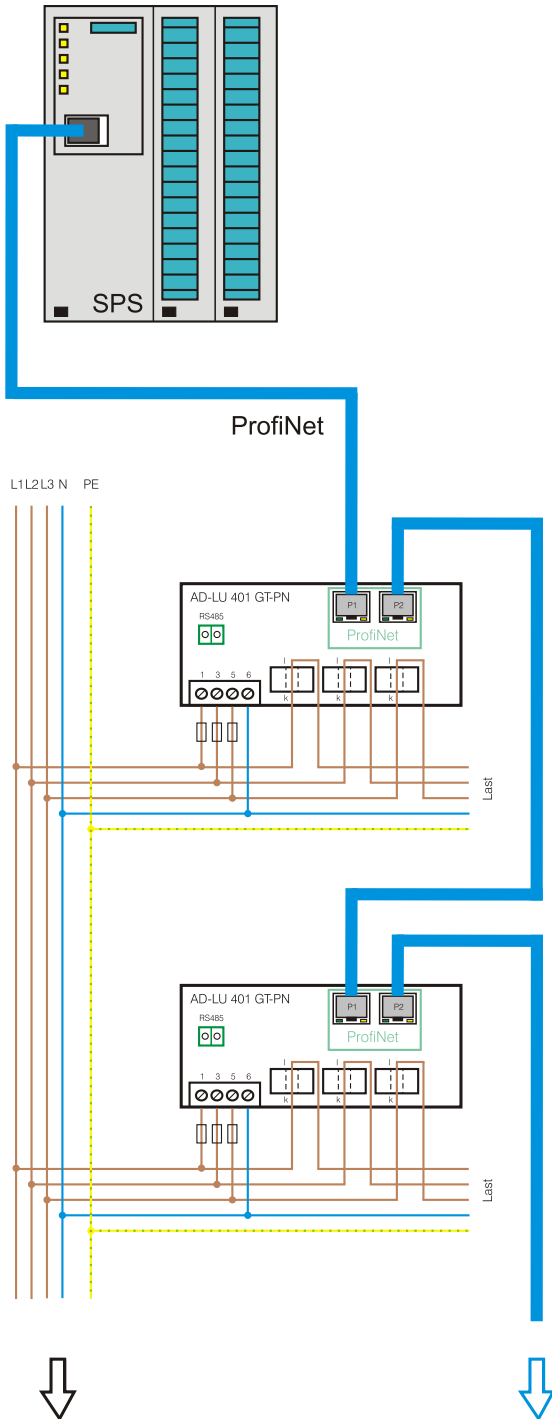 SPS
ProfiNet
L1 L2 L3 N PE
AD-LU 401 GT-PN
RS485
P1 P2
ProfiNet
1 3 5 6
l l l
k k k
Last
AD-LU 401 GT-PN
RS485
P1 P2
ProfiNet
1 3 5 6
l l l
k k k
Last